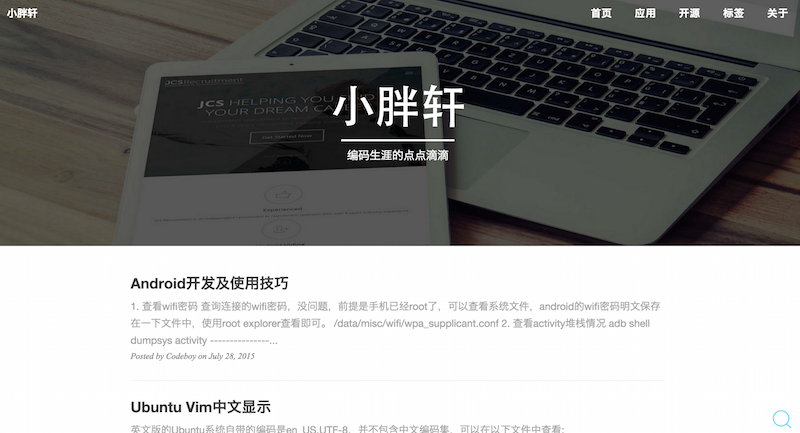 小胖轩
首页 应用 开源 标签 关于
JCSRecruitment
JCS HELPING YOU TO
YOUR DREAM CA
Get Started Now
小胖轩
编码生涯的点点滴滴
Experienced
Android开发及使用技巧
1. 查看wifi密码 查询连接的wifi密码，没问题，前提是手机已经root了，可以查看系统文件，android的wifi密码明文保存
在一下文件中，使用root explorer查看即可。 /data/misc/wifi/wpa_supplicant.conf 2. 查看activity堆栈情况 adb shell
dumpsys activity ---------------...
Posted by Codeboy on July 28, 2015
Ubuntu Vim中文显示
英文版的Ubuntu系统自带的编码是en_US.UTF-8，并不包含中文编码集，可以在以下文件中查看: